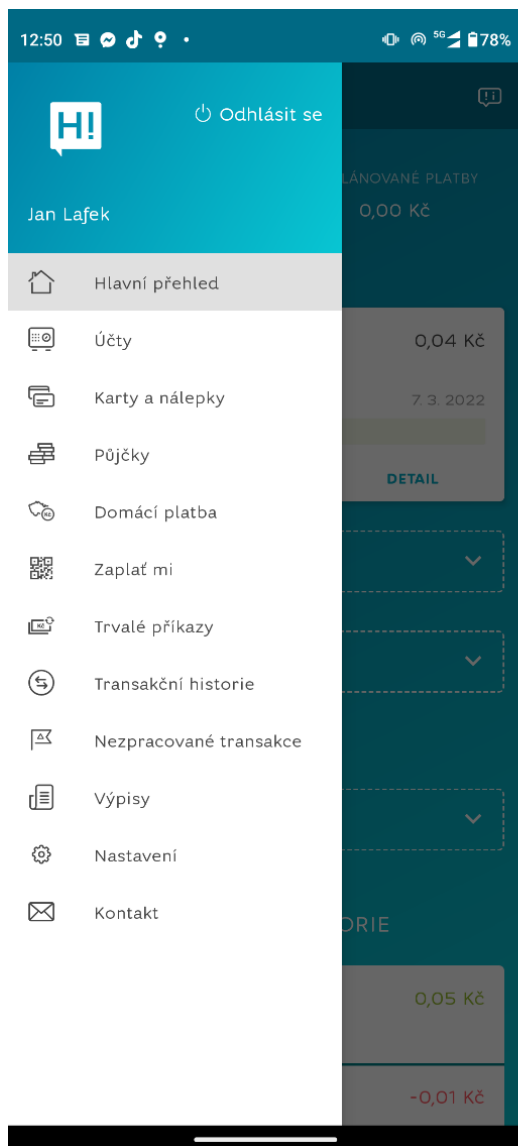 12:50
5G
78%
H!
Odhlásit se
LÁNOVANÉ PLATBY
Jan Lafek
0,00 Kč
Hlavní přehled
Účty
0,04 Kč
Karty a nálepky
7. 3. 2022
Půjčky
DETAIL
Domácí platba
Zaplať mi
Trvalé příkazy
Transakční historie
Nezpracované transakce
Výpisy
Nastavení
Kontakt
ORIE
0,05 Kč
-0,01 Kč